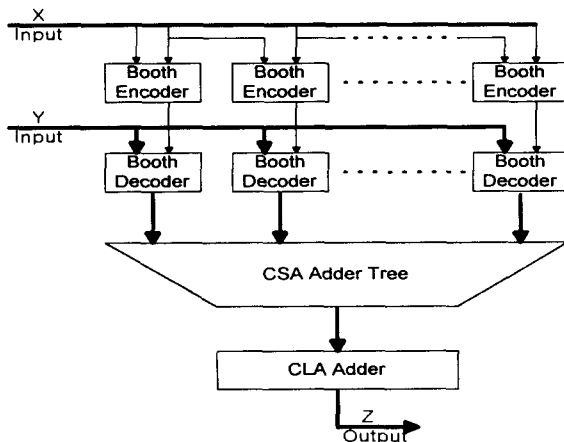 X
Input
Booth
Encoder
Booth
Encoder
Booth
Encoder
Y
Input
Booth
Decoder
Booth
Decoder
Booth
Decoder
CSA Adder Tree
CLA Adder
Z
Output